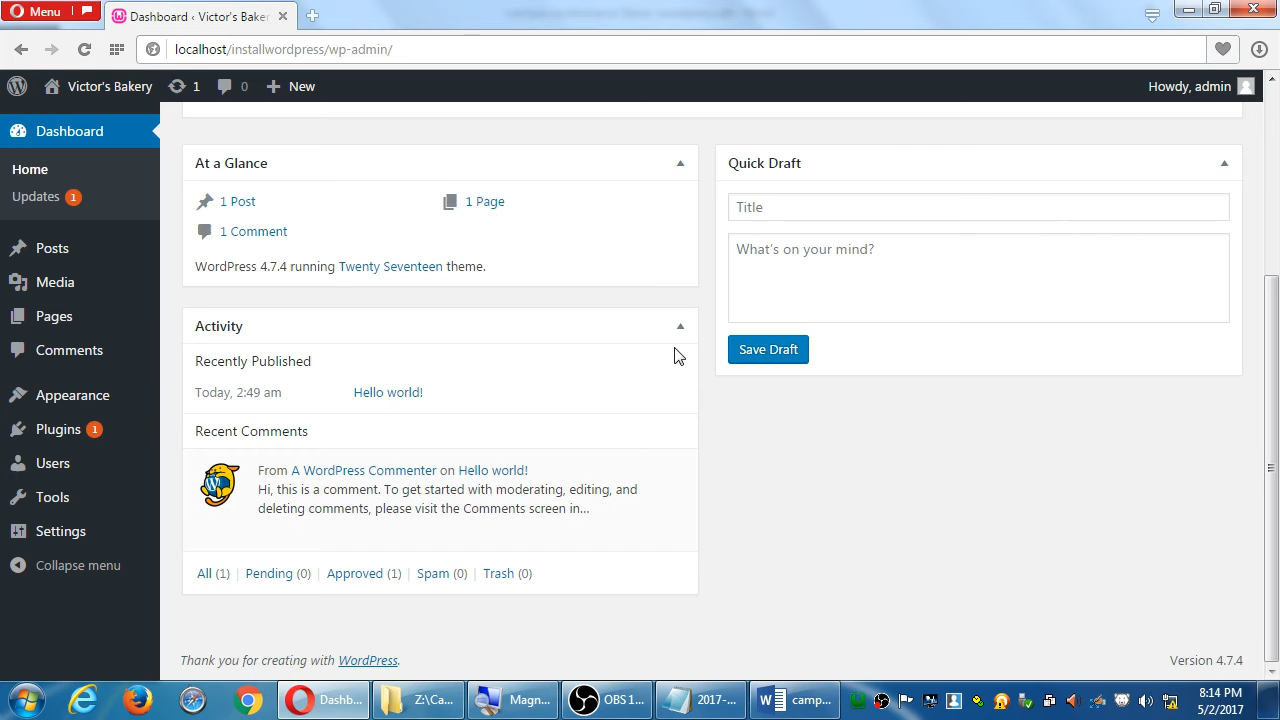 Menu
Dashboard ‹ Victor's Baker
localhost/installwordpress/wp-admin/
Victor's Bakery
1
0
New
Howdy, admin
Dashboard
Home
Updates 1
Posts
Media
Pages
Comments
Appearance
Plugins 1
Users
Tools
Settings
Collapse menu
At a Glance
1 Post
1 Page
1 Comment
WordPress 4.7.4 running Twenty Seventeen theme.
Activity
Recently Published
Today, 2:49 am
Hello world!
Recent Comments
From A WordPress Commenter on Hello world!
Hi, this is a comment. To get started with moderating, editing, and
deleting comments, please visit the Comments screen in…
All (1) | Pending (0) | Approved (1) | Spam (0) | Trash (0)
Quick Draft
Title
What's on your mind?
Save Draft
Thank you for creating with WordPress.
Version 4.7.4
Dashb...
Z:\Ca...
Magn...
OBS 1...
2017-...
camp...
8:14 PM
5/2/2017